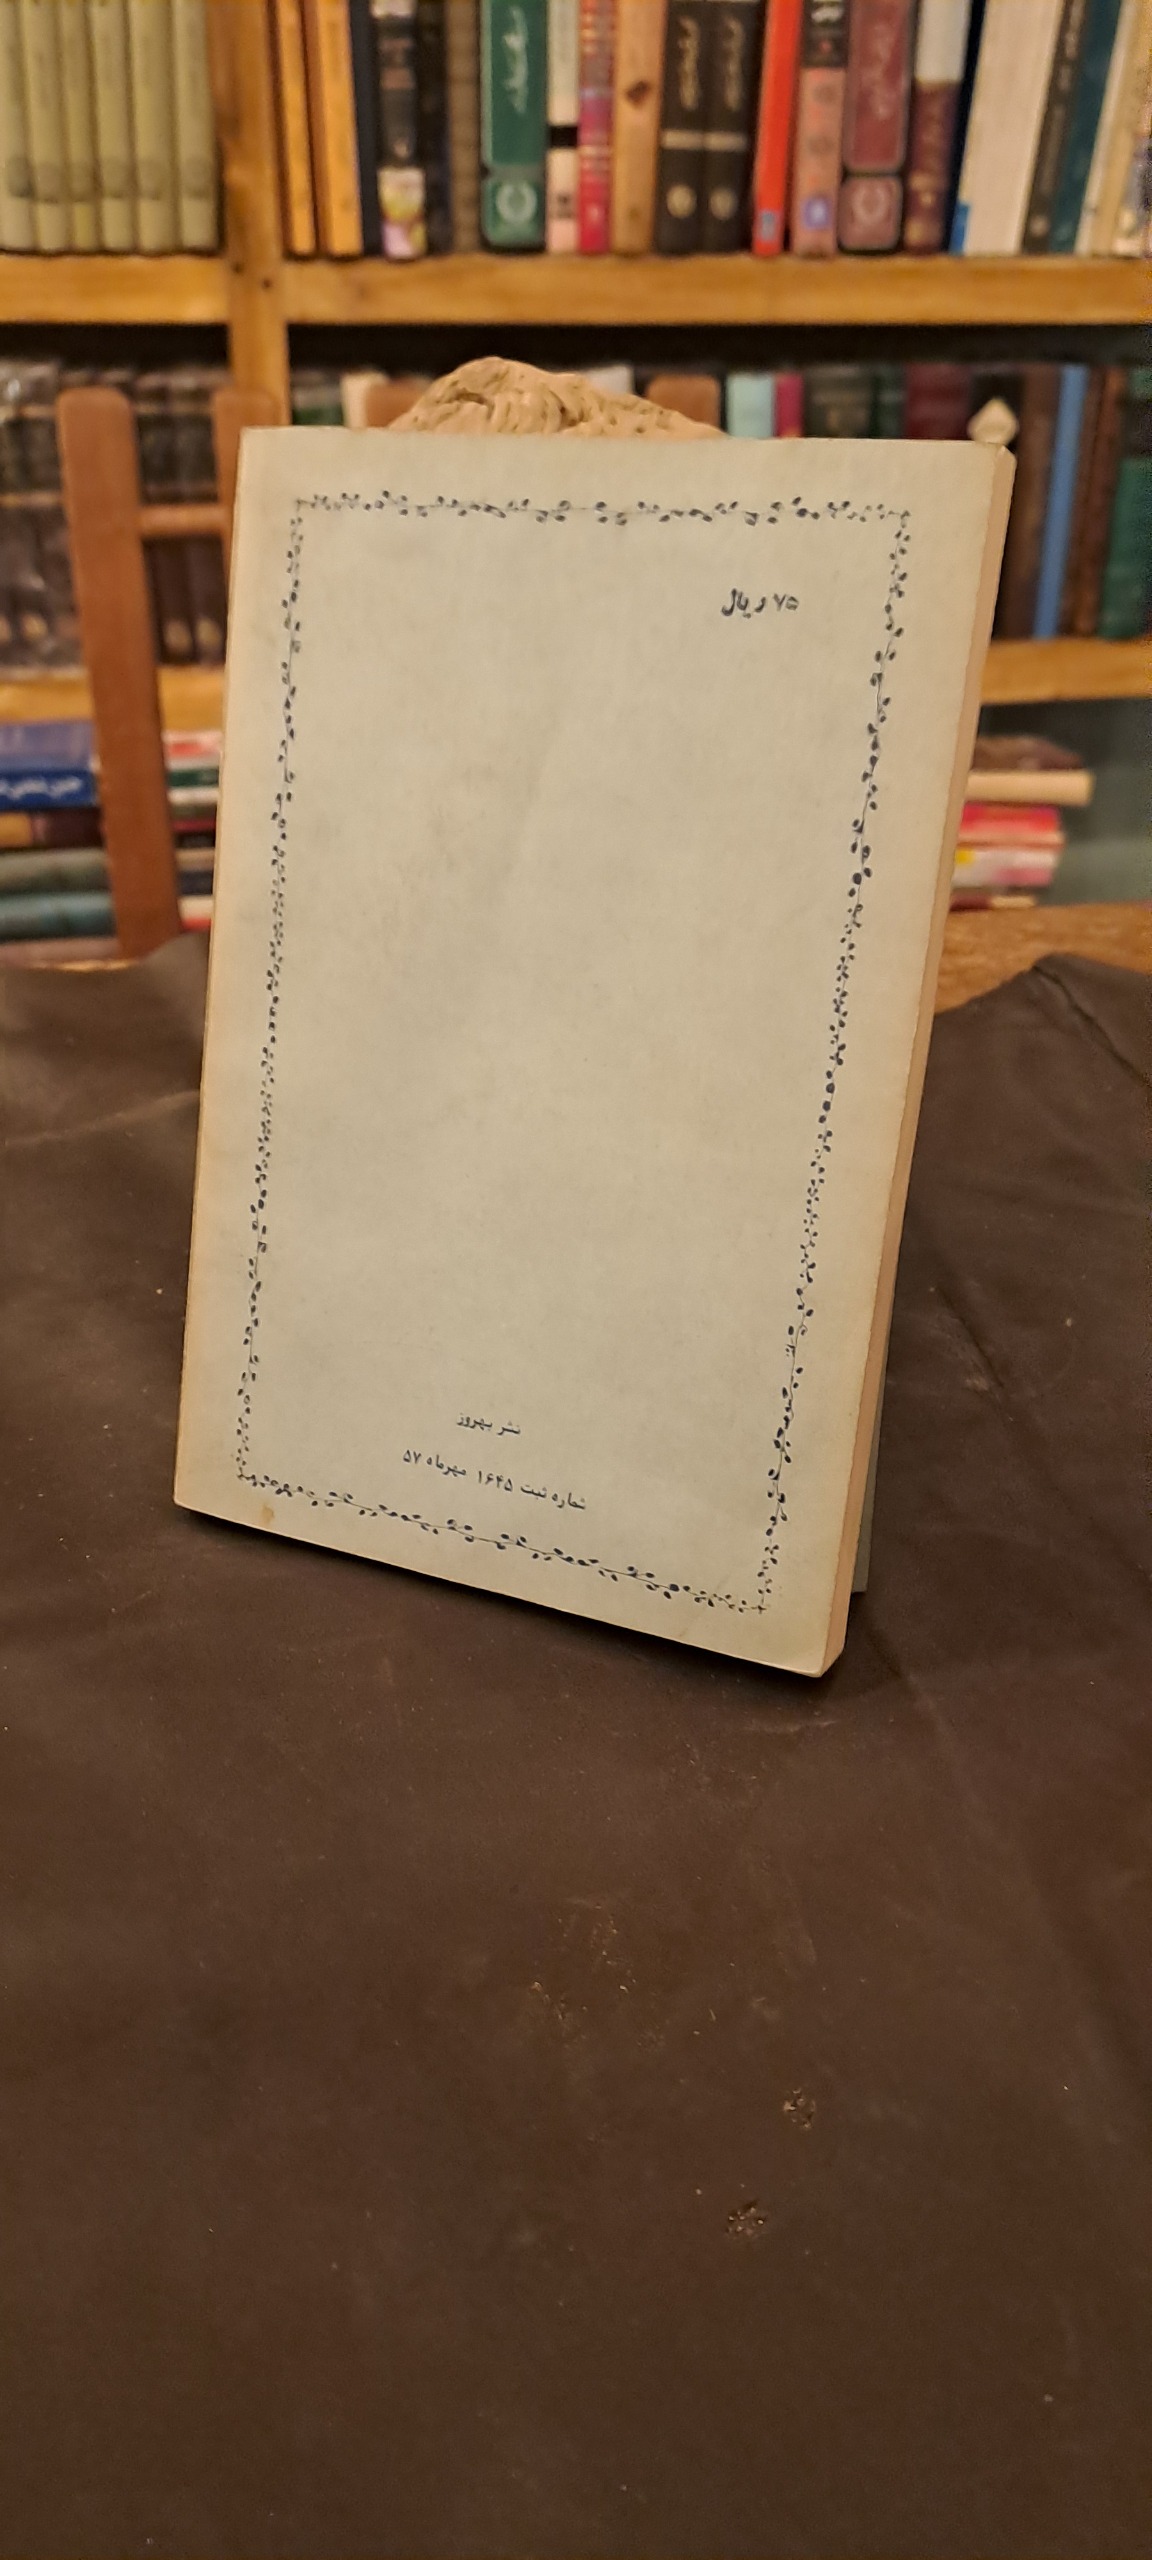 ۷۵ ریال
نشر بهروز
شماره ثبت ۱۶۴۵ مهرماه ۵۷